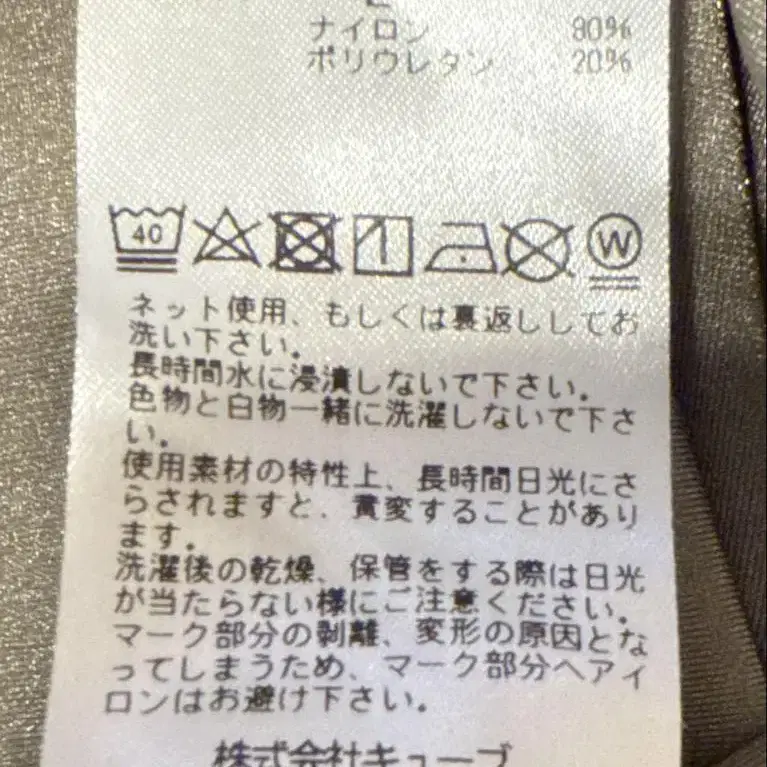 ナイロン 80%
ポリウレタン 20%
40 W
ネット使用、もしくは裏返ししてお
洗い下さい。
長時間水に浸漬しないで下さい。
色物と白物一緒に洗濯しないで下さ
い。
使用素材の特性上、長時間日光にさ
らされますと、黄変することがあり
ます。
洗濯後の乾燥、保管をする際は日光
が当たらない様にご注意ください。
マーク部分の剥離、変形の原因とな
ってしまうため、マーク部分へアイ
ロンはお避け下さい。
株式会社キューブ